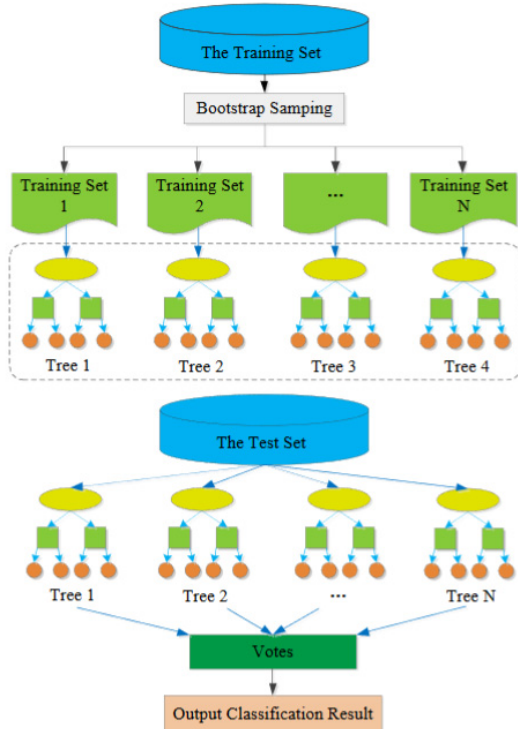 The Training Set
Bootstrap Samping
Training Set
1
Training Set
2
...
Training Set
N
Tree 1
Tree 2
Tree 3
Tree 4
The Test Set
Tree 1
Tree 2
...
Tree N
Votes
Output Classification Result